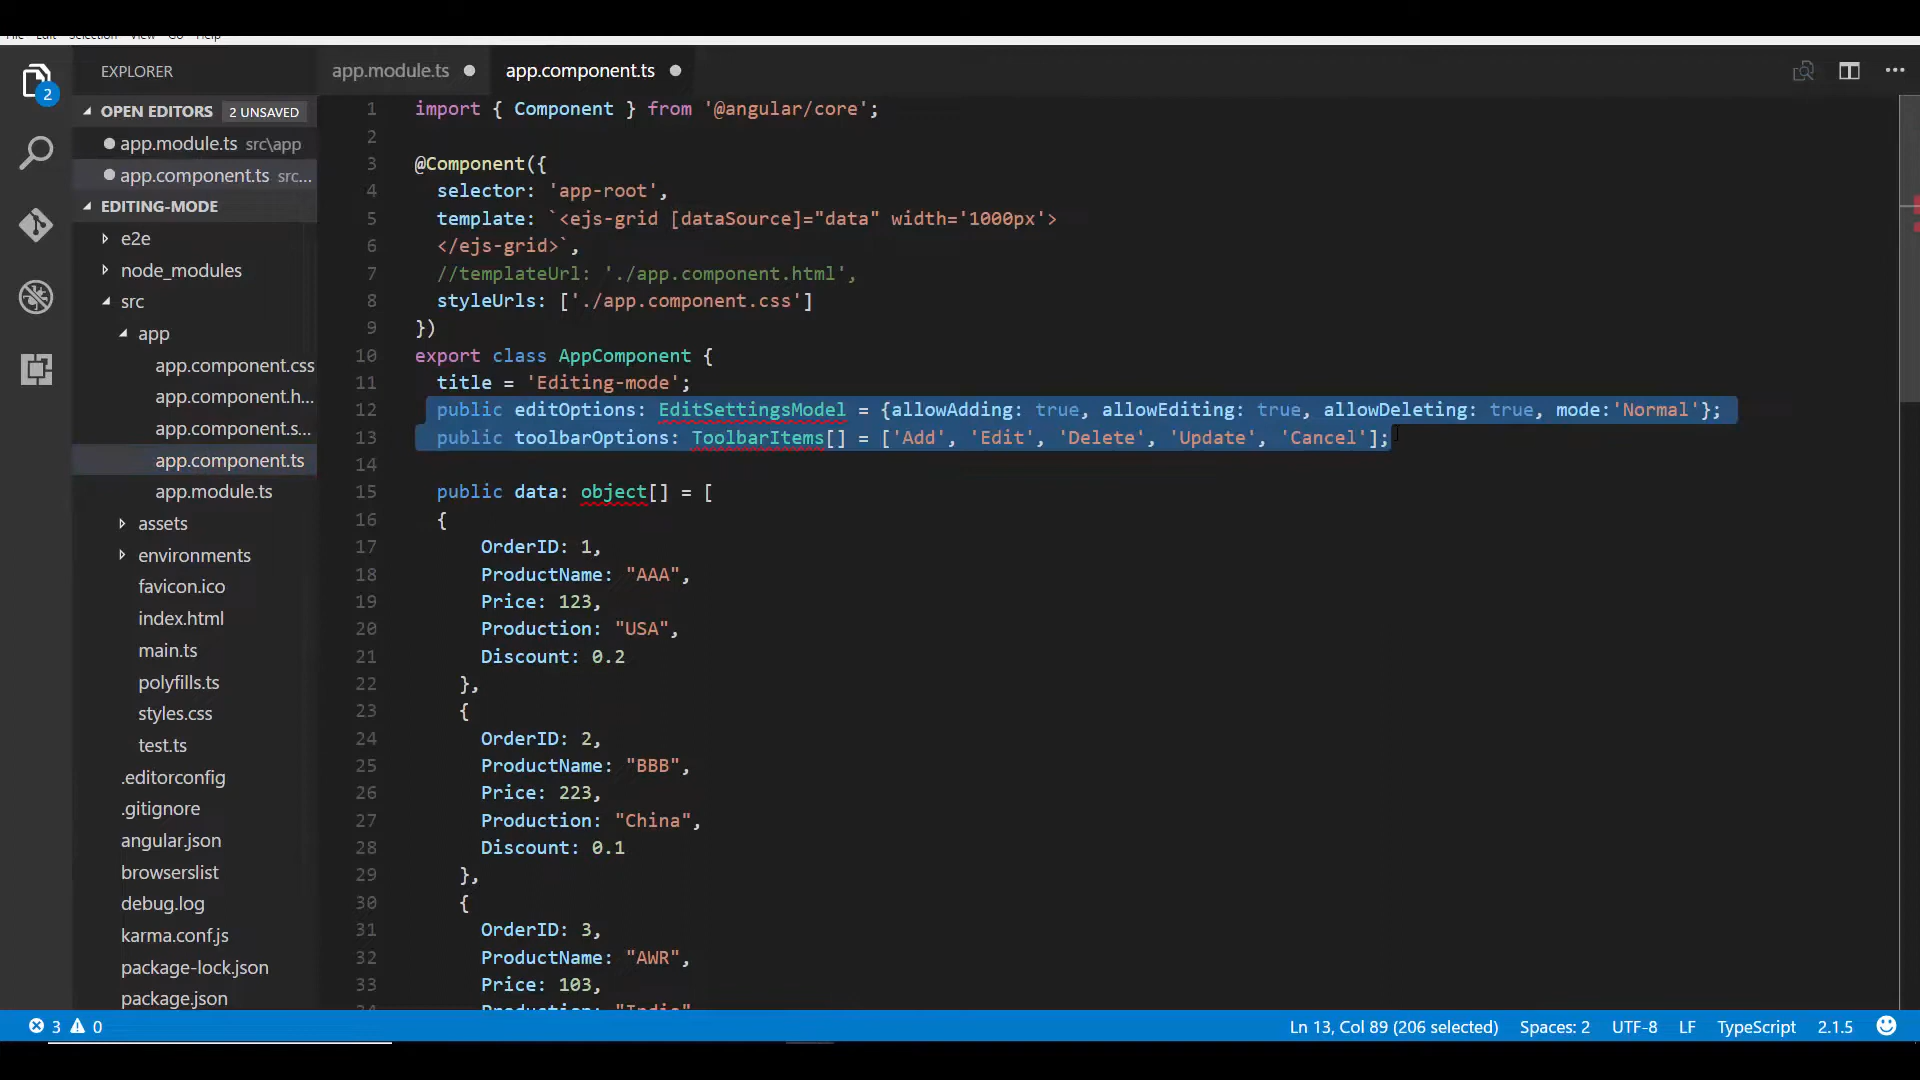 File Edit Selection View Go Help
EXPLORER
OPEN EDITORS 2 UNSAVED
app.module.ts src\app
app.component.ts src...
EDITING-MODE
e2e
node_modules
src
app
app.component.css
app.component.h...
app.component.s...
app.component.ts
app.module.ts
assets
environments
favicon.ico
index.html
main.ts
polyfills.ts
styles.css
test.ts
.editorconfig
.gitignore
angular.json
browserslist
debug.log
karma.conf.js
package-lock.json
package.json
2
app.module.ts
app.component.ts
1 import { Component } from '@angular/core';
2
3 @Component({
4 selector: 'app-root',
5 template: `<ejs-grid [dataSource]="data" width='1000px'>
6 </ejs-grid>`,
7 //templateUrl: './app.component.html',
8 styleUrls: ['./app.component.css']
9 })
10 export class AppComponent {
11 title = 'Editing-mode';
12 public editOptions: EditSettingsModel = {allowAdding: true, allowEditing: true, allowDeleting: true, mode:'Normal'};
13 public toolbarOptions: ToolbarItems[] = ['Add', 'Edit', 'Delete', 'Update', 'Cancel'];
14
15 public data: object[] = [
16 {
17 OrderID: 1,
18 ProductName: "AAA",
19 Price: 123,
20 Production: "USA",
21 Discount: 0.2
22 },
23 {
24 OrderID: 2,
25 ProductName: "BBB",
26 Price: 223,
27 Production: "China",
28 Discount: 0.1
29 },
30 {
31 OrderID: 3,
32 ProductName: "AWR",
33 Price: 103,
34 Production: "India"
3 0
Ln 13, Col 89 (206 selected) Spaces: 2 UTF-8 LF TypeScript 2.1.5